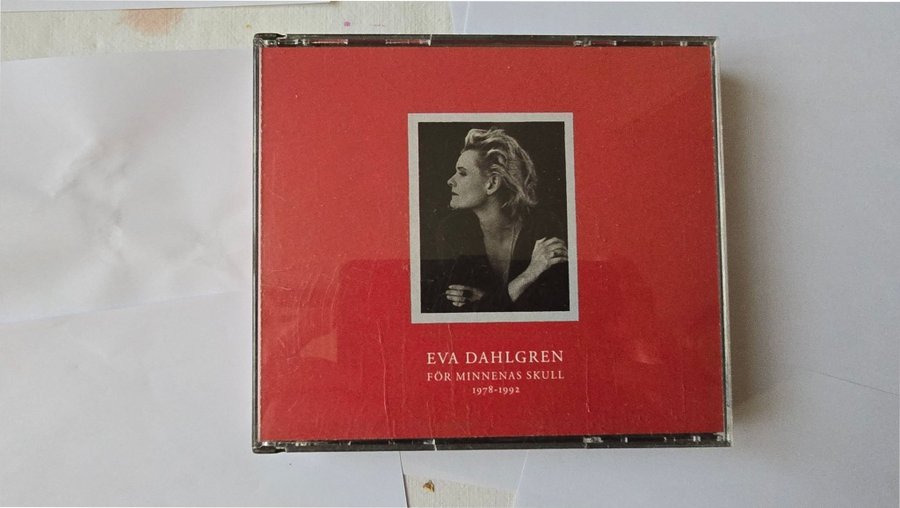 EVA DAHLGREN
FÖR MINNENAS SKULL
1978-1992